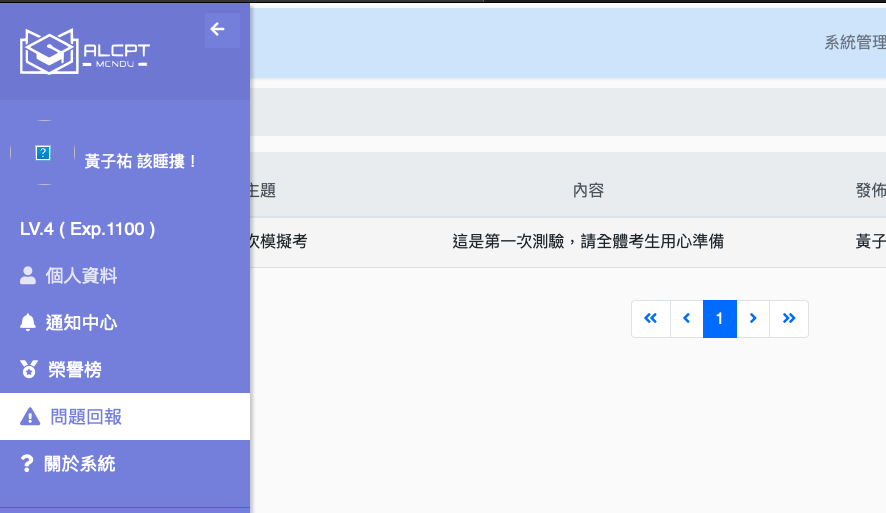 ALCPT
MCNDU
系統管理
黃子祐 該睡摟！
主題
內容
發佈
LV.4 ( Exp.1100 )
次模擬考
這是第一次測驗，請全體考生用心準備
黃子
個人資料
通知中心
1
榮譽榜
問題回報
關於系統